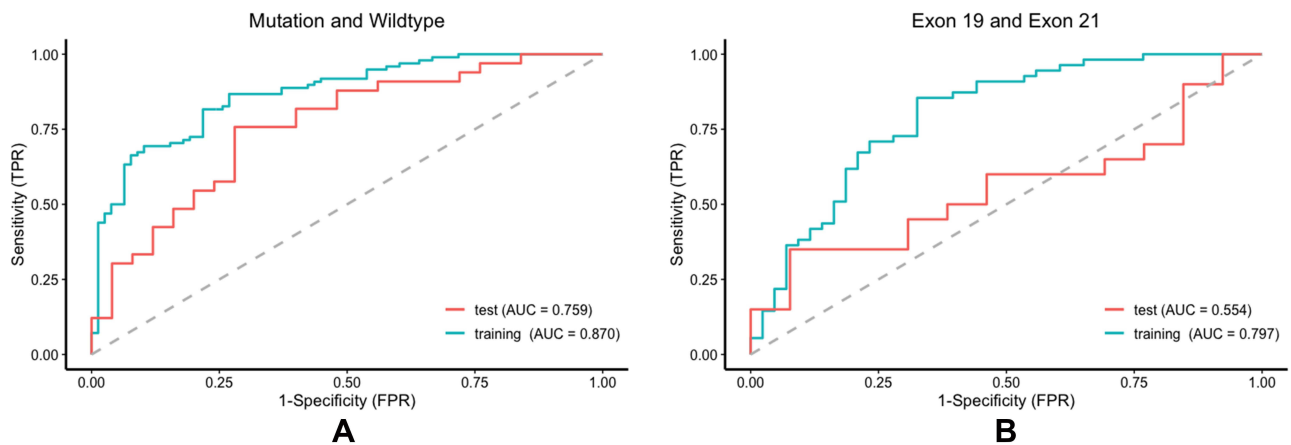 Mutation and Wildtype
1.00
0.75
0.50
0.25
0.00
Sensitivity (TPR)
test (AUC = 0.759)
training (AUC = 0.870)
0.00 0.25 0.50 0.75 1.00
1-Specificity (FPR)
A
Exon 19 and Exon 21
1.00
0.75
0.50
0.25
0.00
Sensitivity (TPR)
test (AUC = 0.554)
training (AUC = 0.797)
0.00 0.25 0.50 0.75 1.00
1-Specificity (FPR)
B